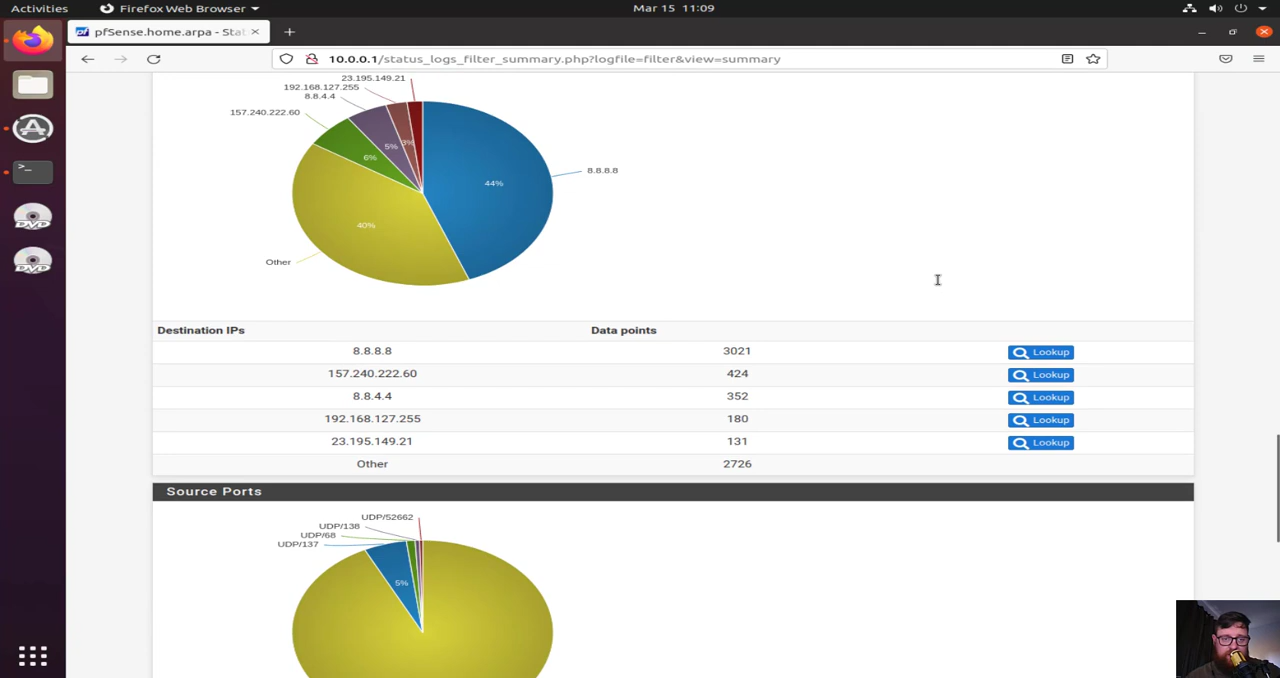 Activities Firefox Web Browser Mar 15 11:09
pfSense.home.arpa - Sta
10.0.0.1/status_logs_filter_summary.php?logfile=filter&view=summary
23.195.149.21
192.168.127.255
8.8.4.4
157.240.222.60
3%
5%
6%
8.8.8.8
44%
40%
Other
Destination IPs Data points
8.8.8.8 3021 Lookup
157.240.222.60 424 Lookup
8.8.4.4 352 Lookup
192.168.127.255 180 Lookup
23.195.149.21 131 Lookup
Other 2726
Source Ports
UDP/52662
UDP/138
UDP/68
UDP/137
5%